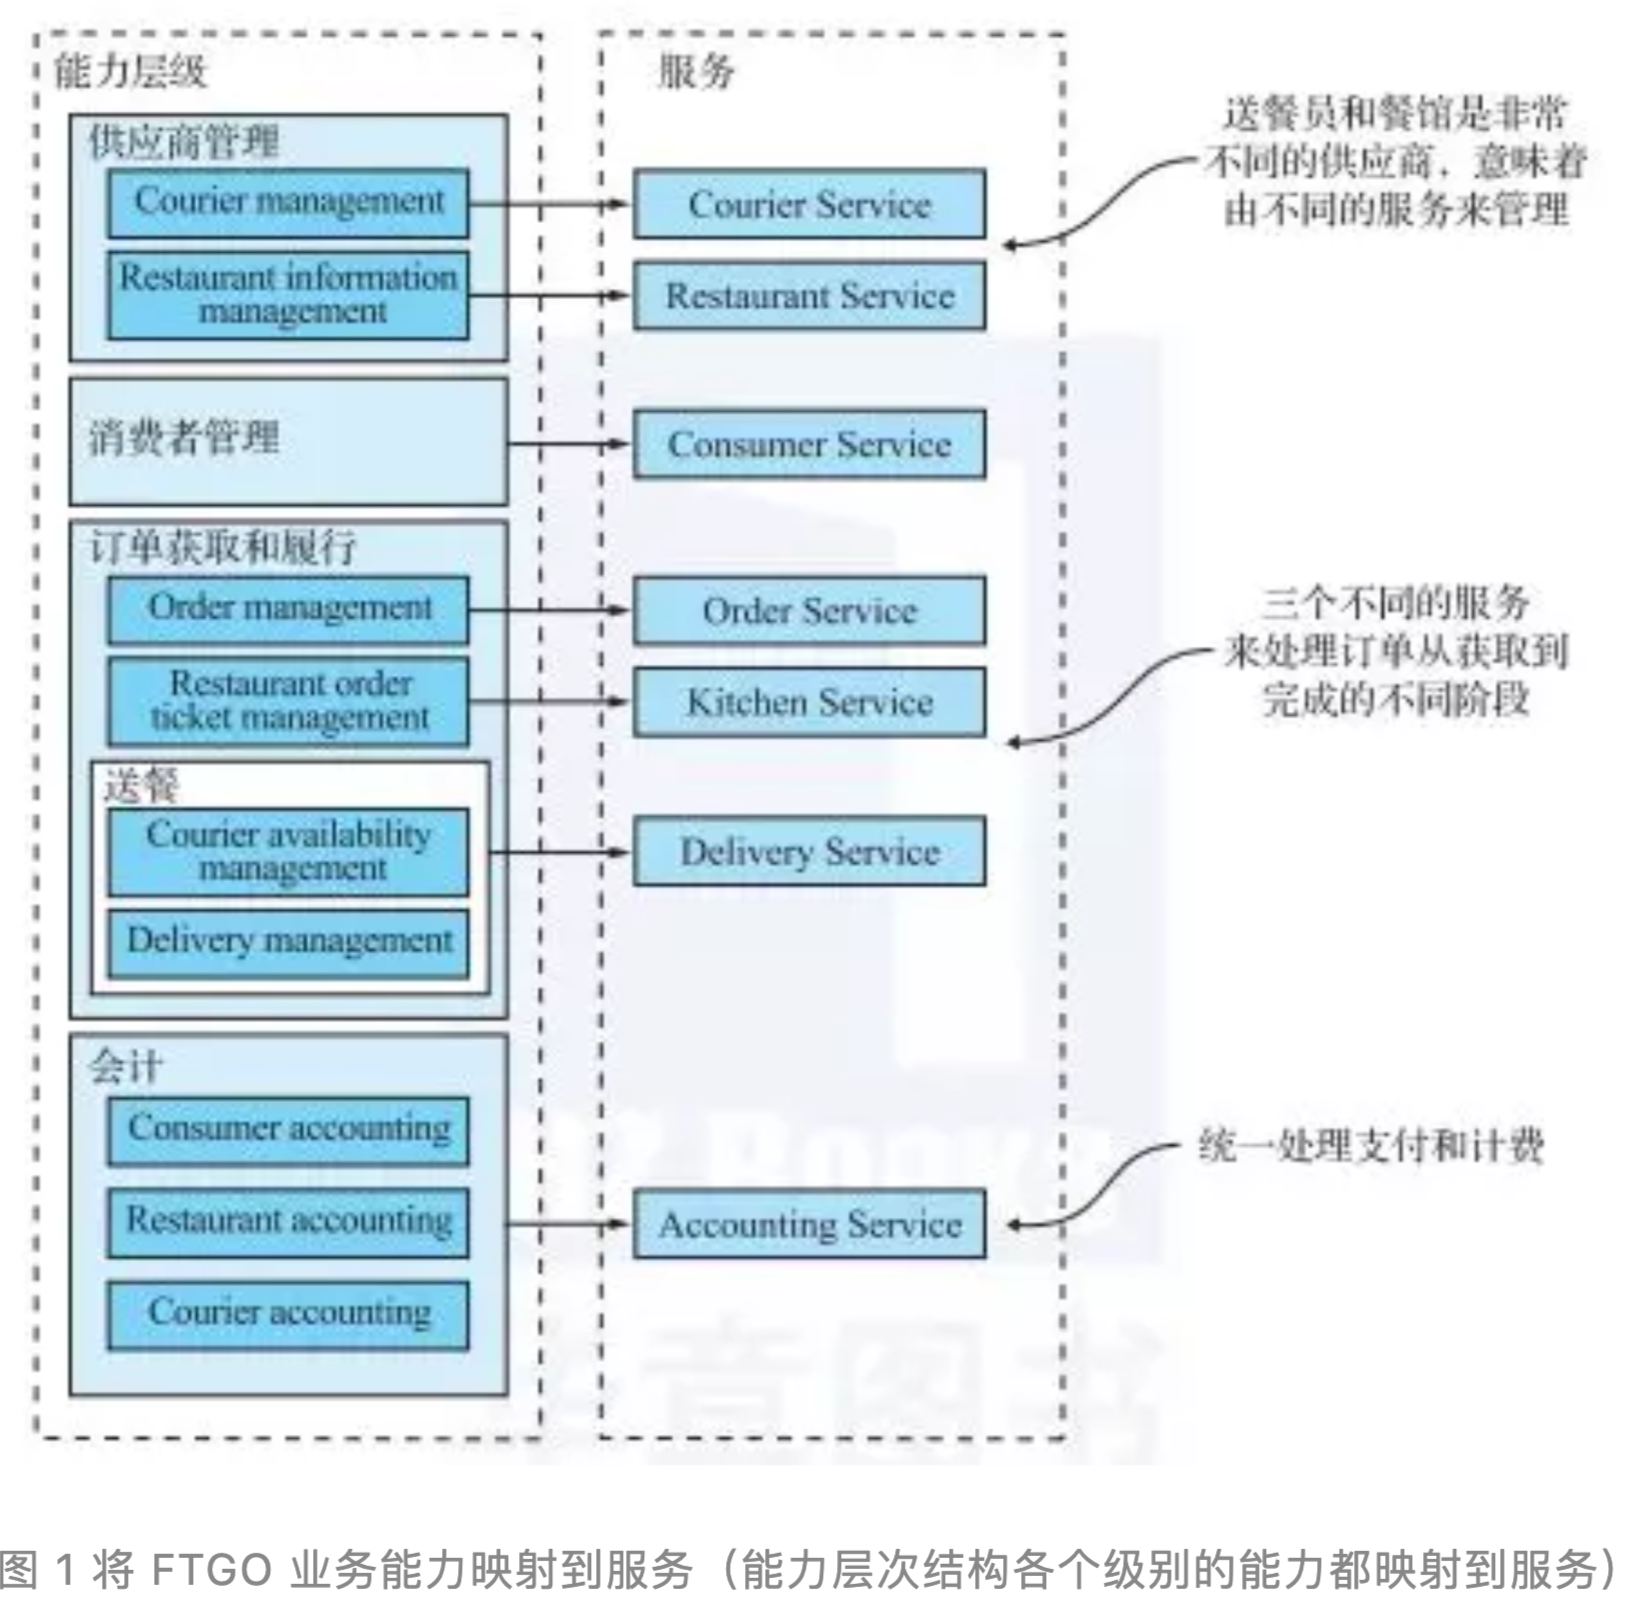 能力层级
供应商管理
Courier management
Restaurant information
management
消费者管理
订单获取和履行
Order management
Restaurant order
ticket management
送餐
Courier availability
management
Delivery management
会计
Consumer accounting
Restaurant accounting
Courier accounting
服务
Courier Service
Restaurant Service
Consumer Service
Order Service
Kitchen Service
Delivery Service
Accounting Service
送餐员和餐馆是非常
不同的供应商，意味着
由不同的服务来管理
三个不同的服务
来处理订单从获取到
完成的不同阶段
统一处理支付和计费
图 1 将 FTGO 业务能力映射到服务（能力层次结构各个级别的能力都映射到服务）